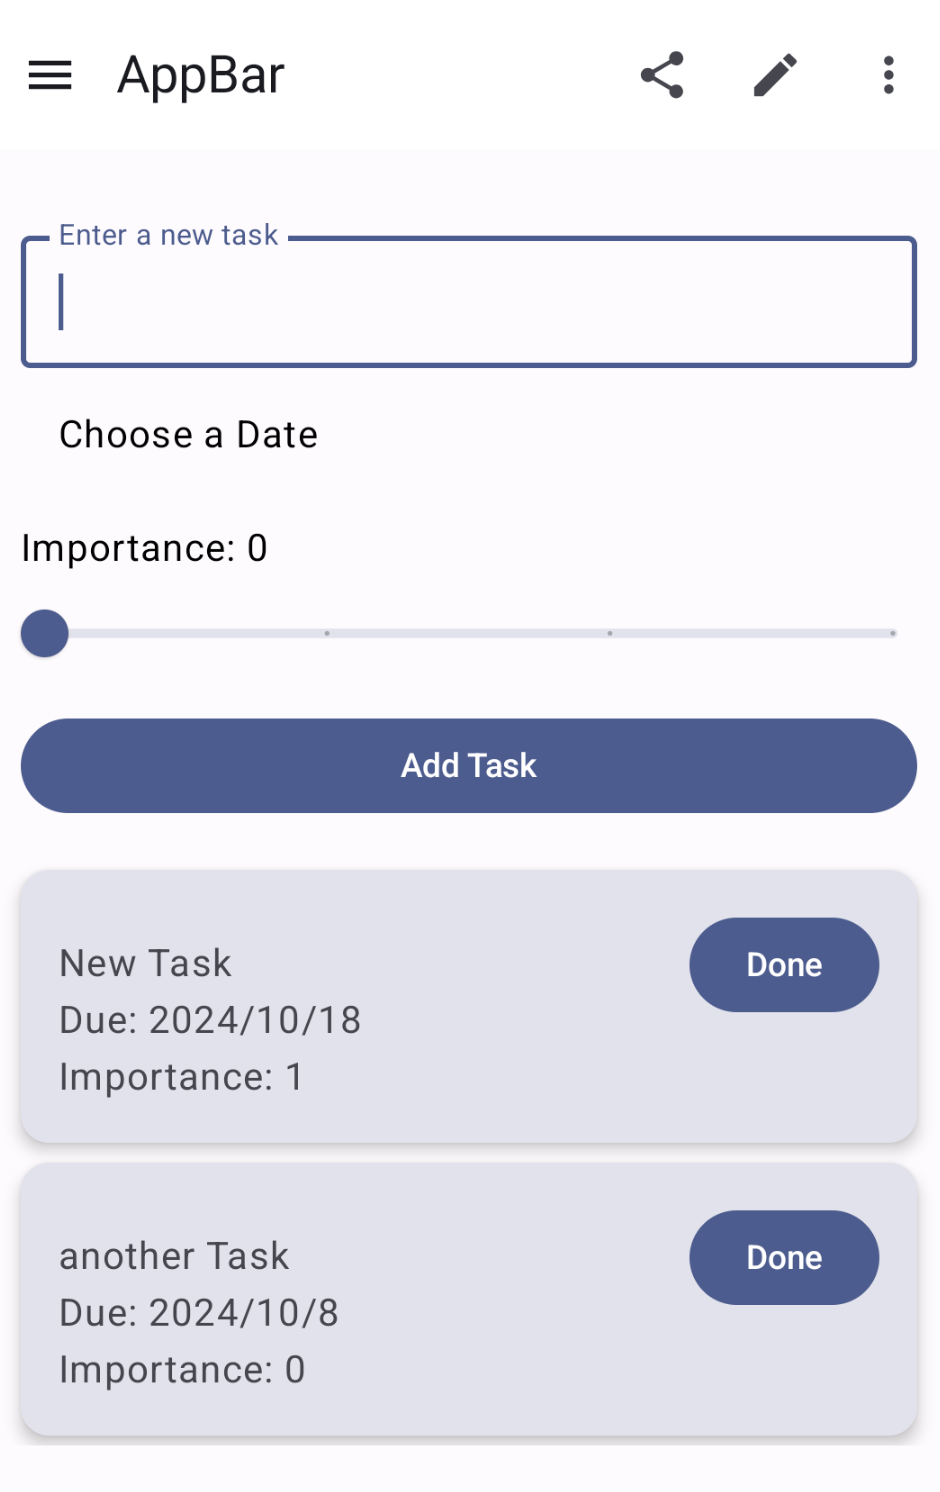 AppBar
Enter a new task
Choose a Date
Importance: 0
Add Task
New Task
Done
Due: 2024/10/18
Importance: 1
another Task
Done
Due: 2024/10/8
Importance: 0